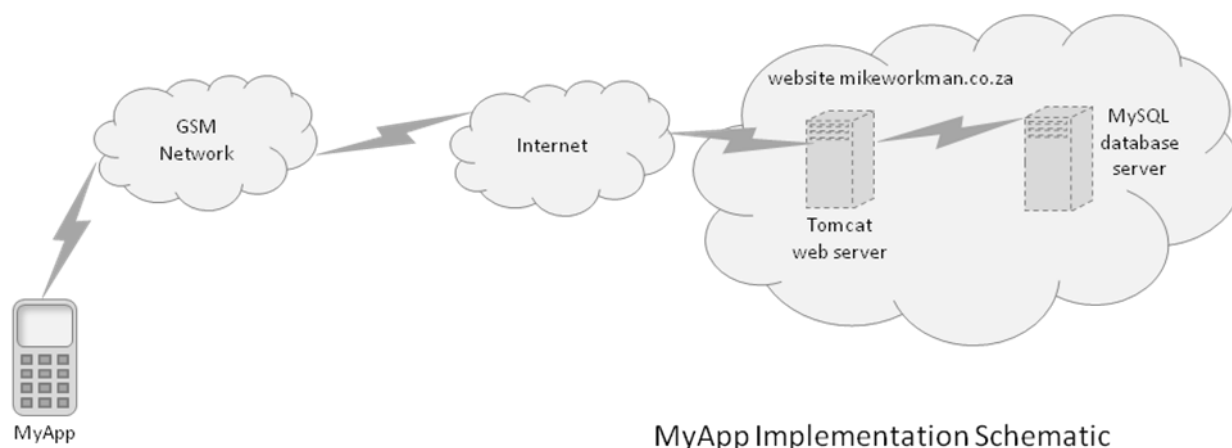 GSM
Network
Internet
website mikeworkman.co.za
MySQL
database
server
Tomcat
web server
MyApp
MyApp Implementation Schematic